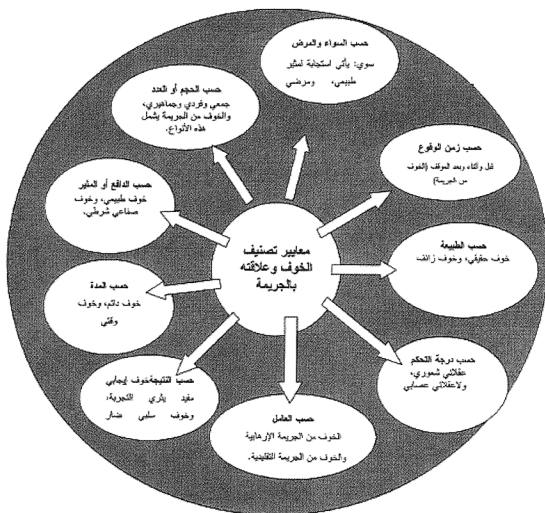 حسب السواء والمرض
سوي: يأتي استجابة لمثير
طبيعي، ومرضي
حسب زمن الوقوع
قبل وأثناء وبعد الموقف (الخوف
من الجريمة)
حسب الطبيعة
خوف حقيقي، وخوف زائف
حسب درجة التحكم
عقلاني شعوري،
ولاعقلاني عصابي
حسب العامل
الخوف من الجريمة الإرهابية
والخوف من الجريمة التقليدية.
حسب النتيجة خوف إيجابي
مفيد يثري التجربة،
وخوف سلبي ضار
حسب المدة
خوف دائم، وخوف
وقتي
حسب الدافع أو المثير
خوف طبيعي، وخوف
صناعي شرطي.
حسب الحجم أو العدد
جمعي وفردي وجماهيري،
والخوف من الجريمة يشمل
هذه الأنواع.
معايير تصنيف
الخوف وعلاقته
بالجريمة